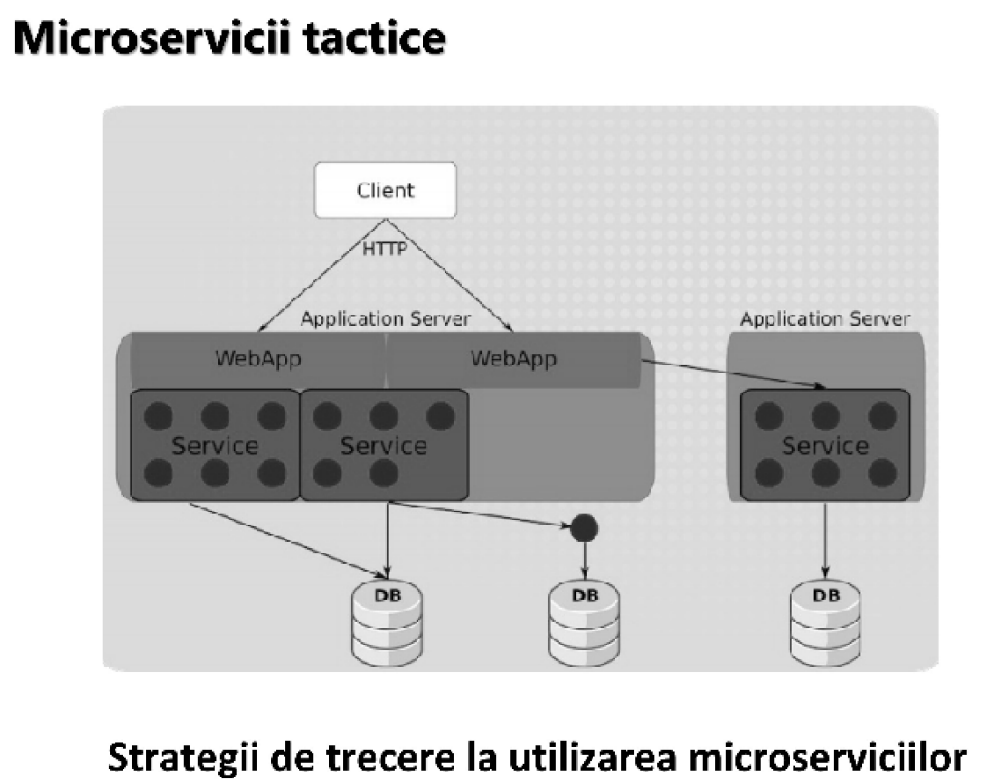 Microservicii tactice
Client
HTTP
Application Server
Application Server
WebApp
WebApp
Service
Service
Service
DB
DB
DB
Strategii de trecere la utilizarea microserviciilor